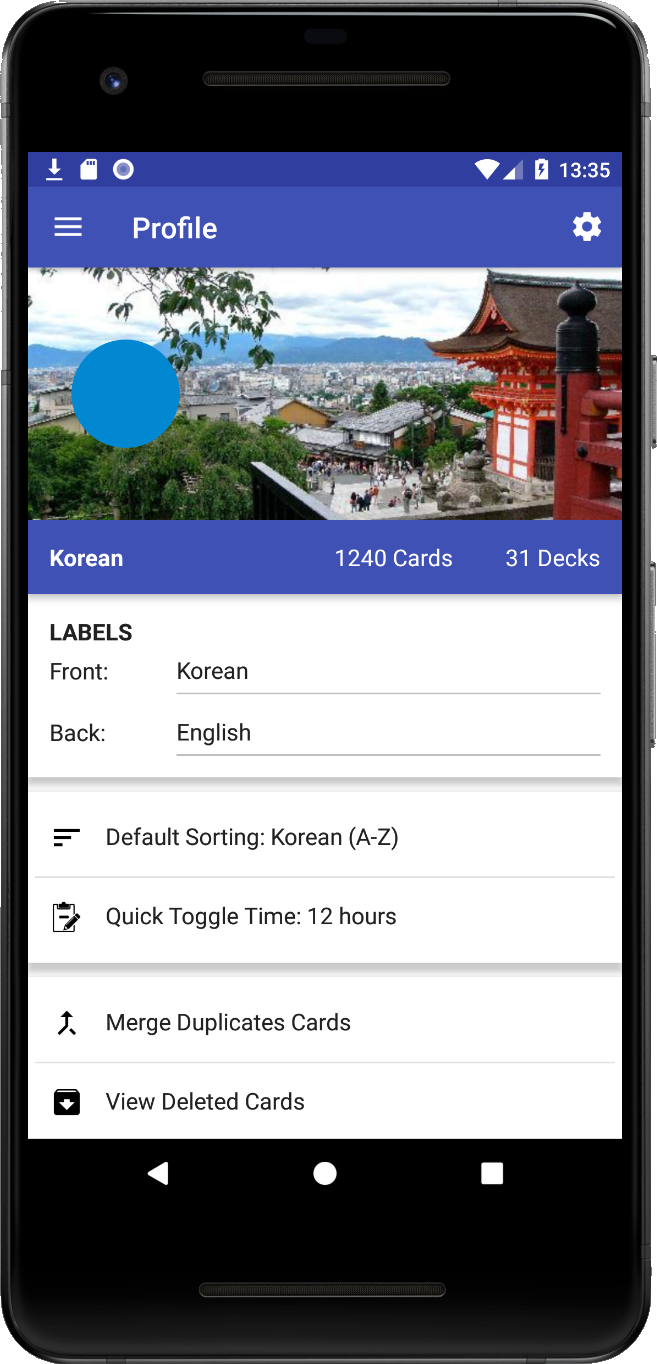 13:35
Profile
Korean 1240 Cards 31 Decks
LABELS
Front: Korean
Back: English
Default Sorting: Korean (A-Z)
Quick Toggle Time: 12 hours
Merge Duplicates Cards
View Deleted Cards